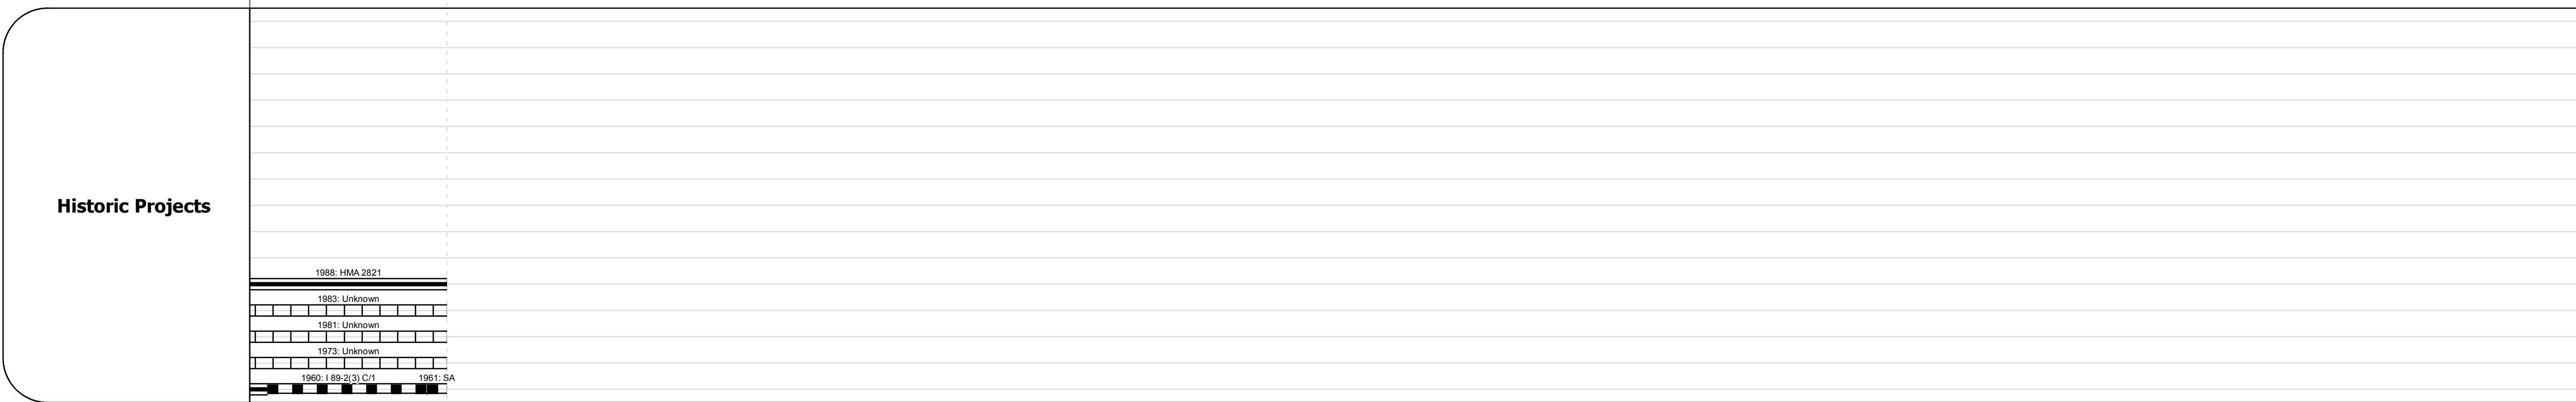 Historic Projects
1988: HMA 2821
1983: Unknown
1981: Unknown
1973: Unknown
1960: I 89-2(3) C/1
1961: SA